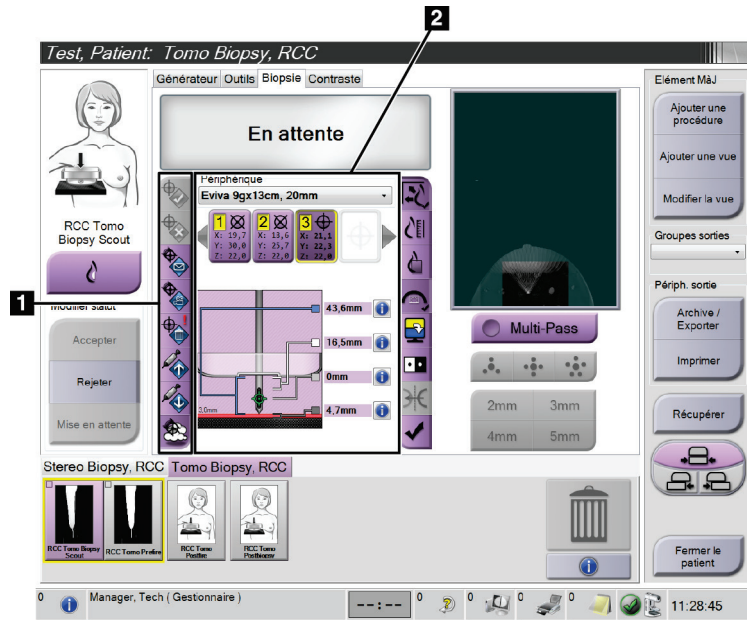 2
Test, Patient: Tomo Biopsy, RCC
Générateur Outils Biopsie Contraste
En attente
RCC Tomo
Biopsy Scout
Modifier statut
Accepter
Rejeter
Mise en attente
1
Périphérique
Eviva 9gx13cm, 20mm
1
X: 19,7
Y: 30,0
Z: 22,0
2
X: 13,6
Y: 25,7
Z: 22,0
3
X: 21,1
Y: 22,3
Z: 22,0
43,6mm
16,5mm
0mm
4,7mm
3,0mm
Multi-Pass
2mm 3mm
4mm 5mm
Elément MàJ
Ajouter une
procédure
Ajouter une vue
Modifier la vue
Groupes sorties
Périph. sortie
Archive /
Exporter
Imprimer
Récupérer
Fermer le
patient
Stereo Biopsy, RCC Tomo Biopsy, RCC
RCC Tomo Biopsy
Scout
RCC Tomo Prefire
RCC Tomo
Postfire
RCC Tomo
Postbiopsy
0 Manager, Tech ( Gestionnaire ) --:-- 0 0 0 0 11:28:45